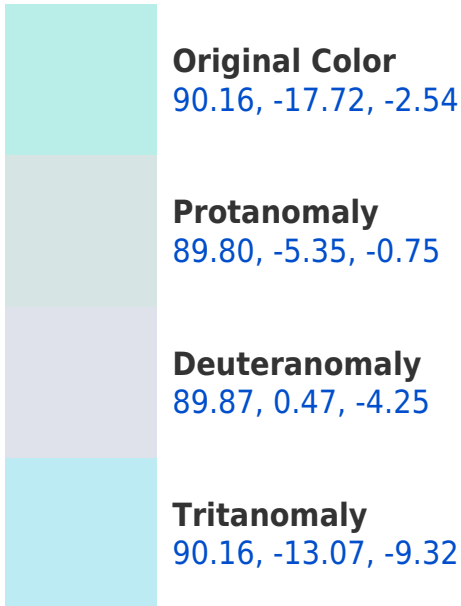 Original Color
90.16, -17.72, -2.54
Protanomaly
89.80, -5.35, -0.75
Deuteranomaly
89.87, 0.47, -4.25
Tritanomaly
90.16, -13.07, -9.32